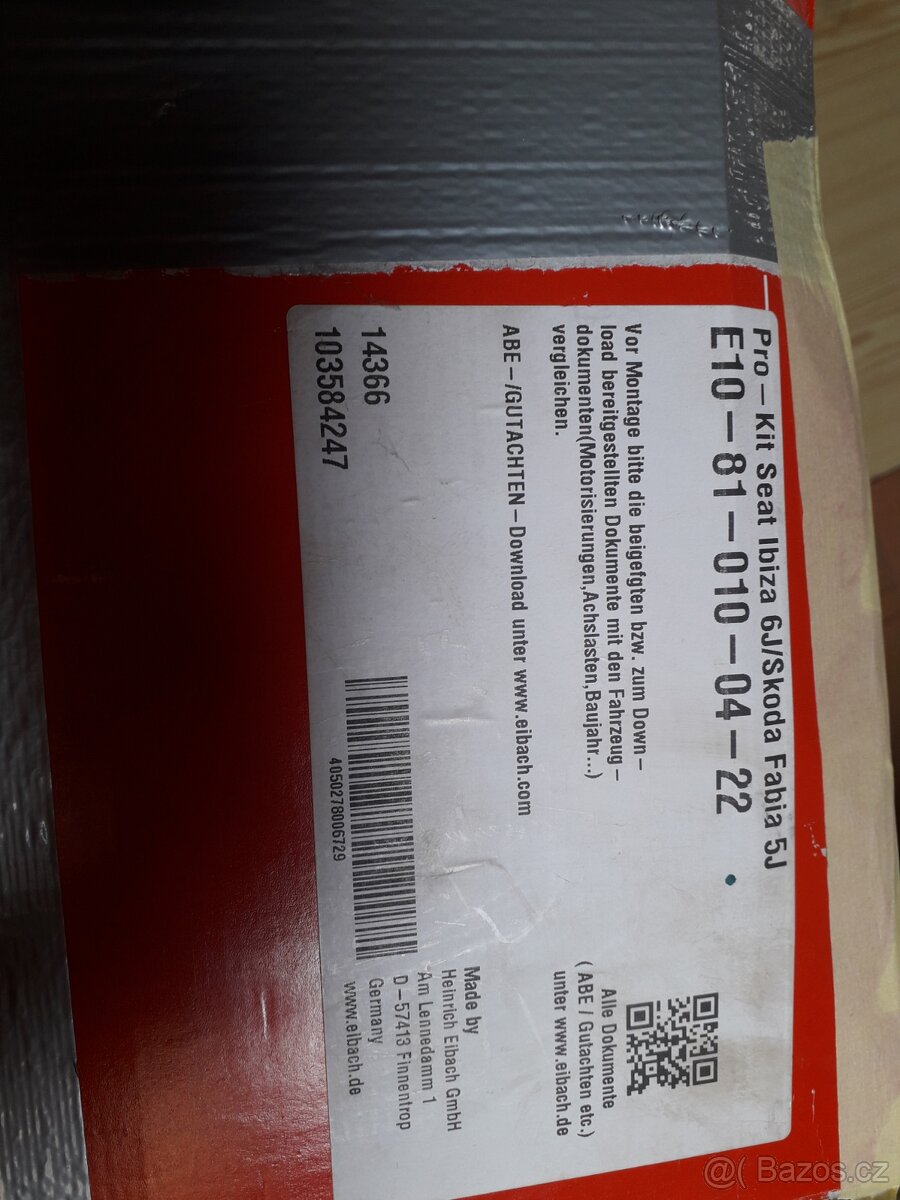 Pro-Kit Seat Ibiza 6J/Skoda Fabia 5J
E10-81-010-04-22
Vor Montage bitte die beigefgten bzw. zum Down-
load bereitgestellten Dokumente mit den Fahrzeug-
dokumenten(Motorisierungen,Achslasten,Baujahr...)
vergleichen.
ABE-/GUTACHTEN-Download unter www.eibach.com
14366
103584247
4050278006729
Alle Dokumente
( ABE / Gutachten etc.)
unter www.eibach.de
Made by
Heinrich Eibach GmbH
Am Lennedamm 1
D-57413 Finnentrop
Germany
www.eibach.de
@( Bazos.cz